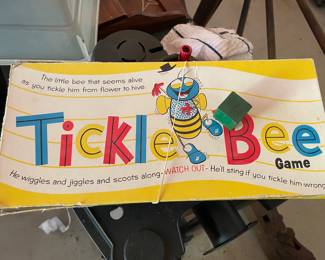 The little bee that seems alive
as you tickle him from flower to hive.
Tickle Bee
Game
He wiggles and jiggles and scoots along - WATCH OUT - He'll sting if you tickle him wrong.